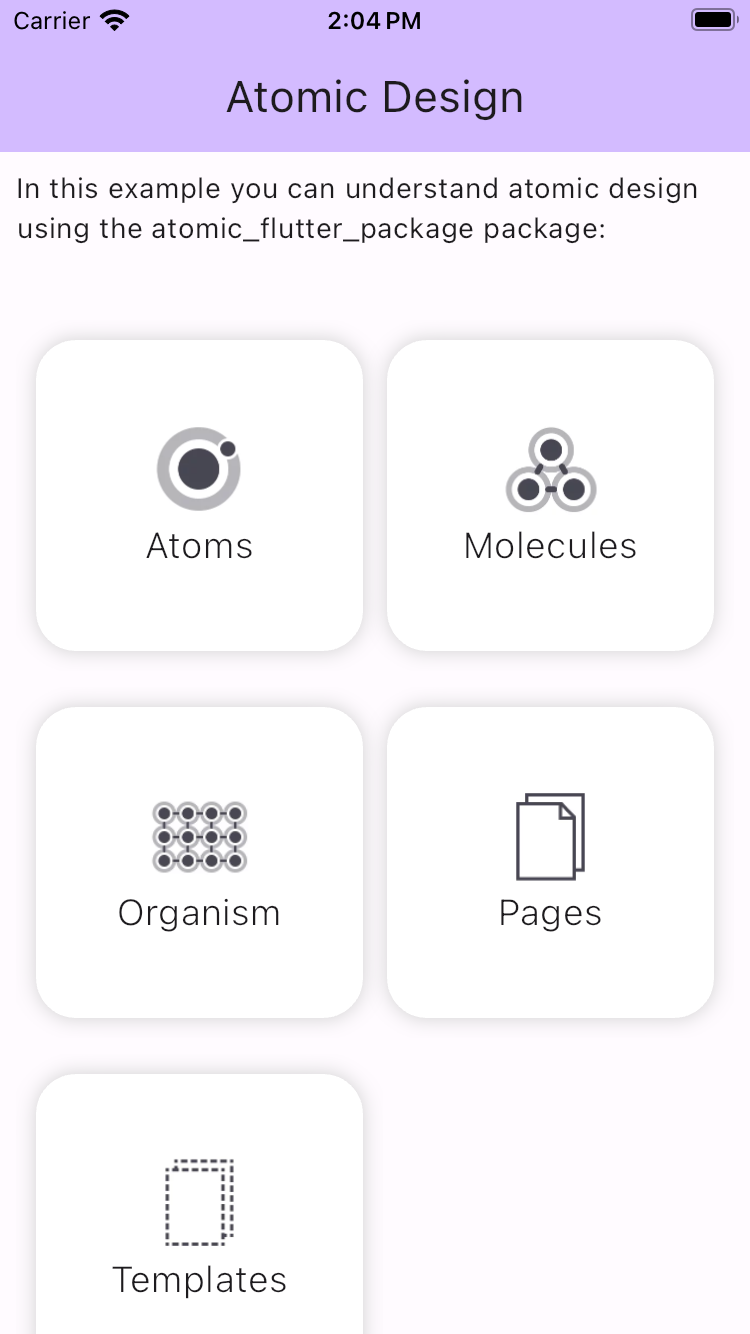 Carrier 2:04 PM
Atomic Design
In this example you can understand atomic design
using the atomic_flutter_package package:
Atoms
Molecules
Organism
Pages
Templates